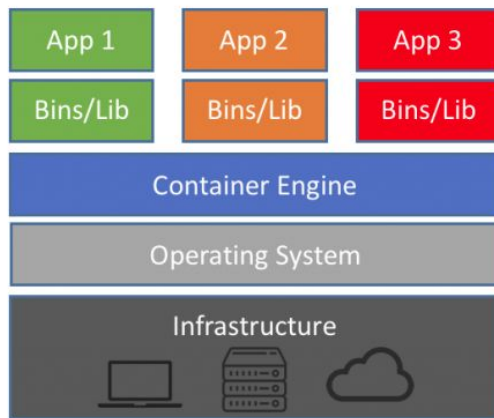 App 1
App 2
App 3
Bins/Lib
Bins/Lib
Bins/Lib
Container Engine
Operating System
Infrastructure